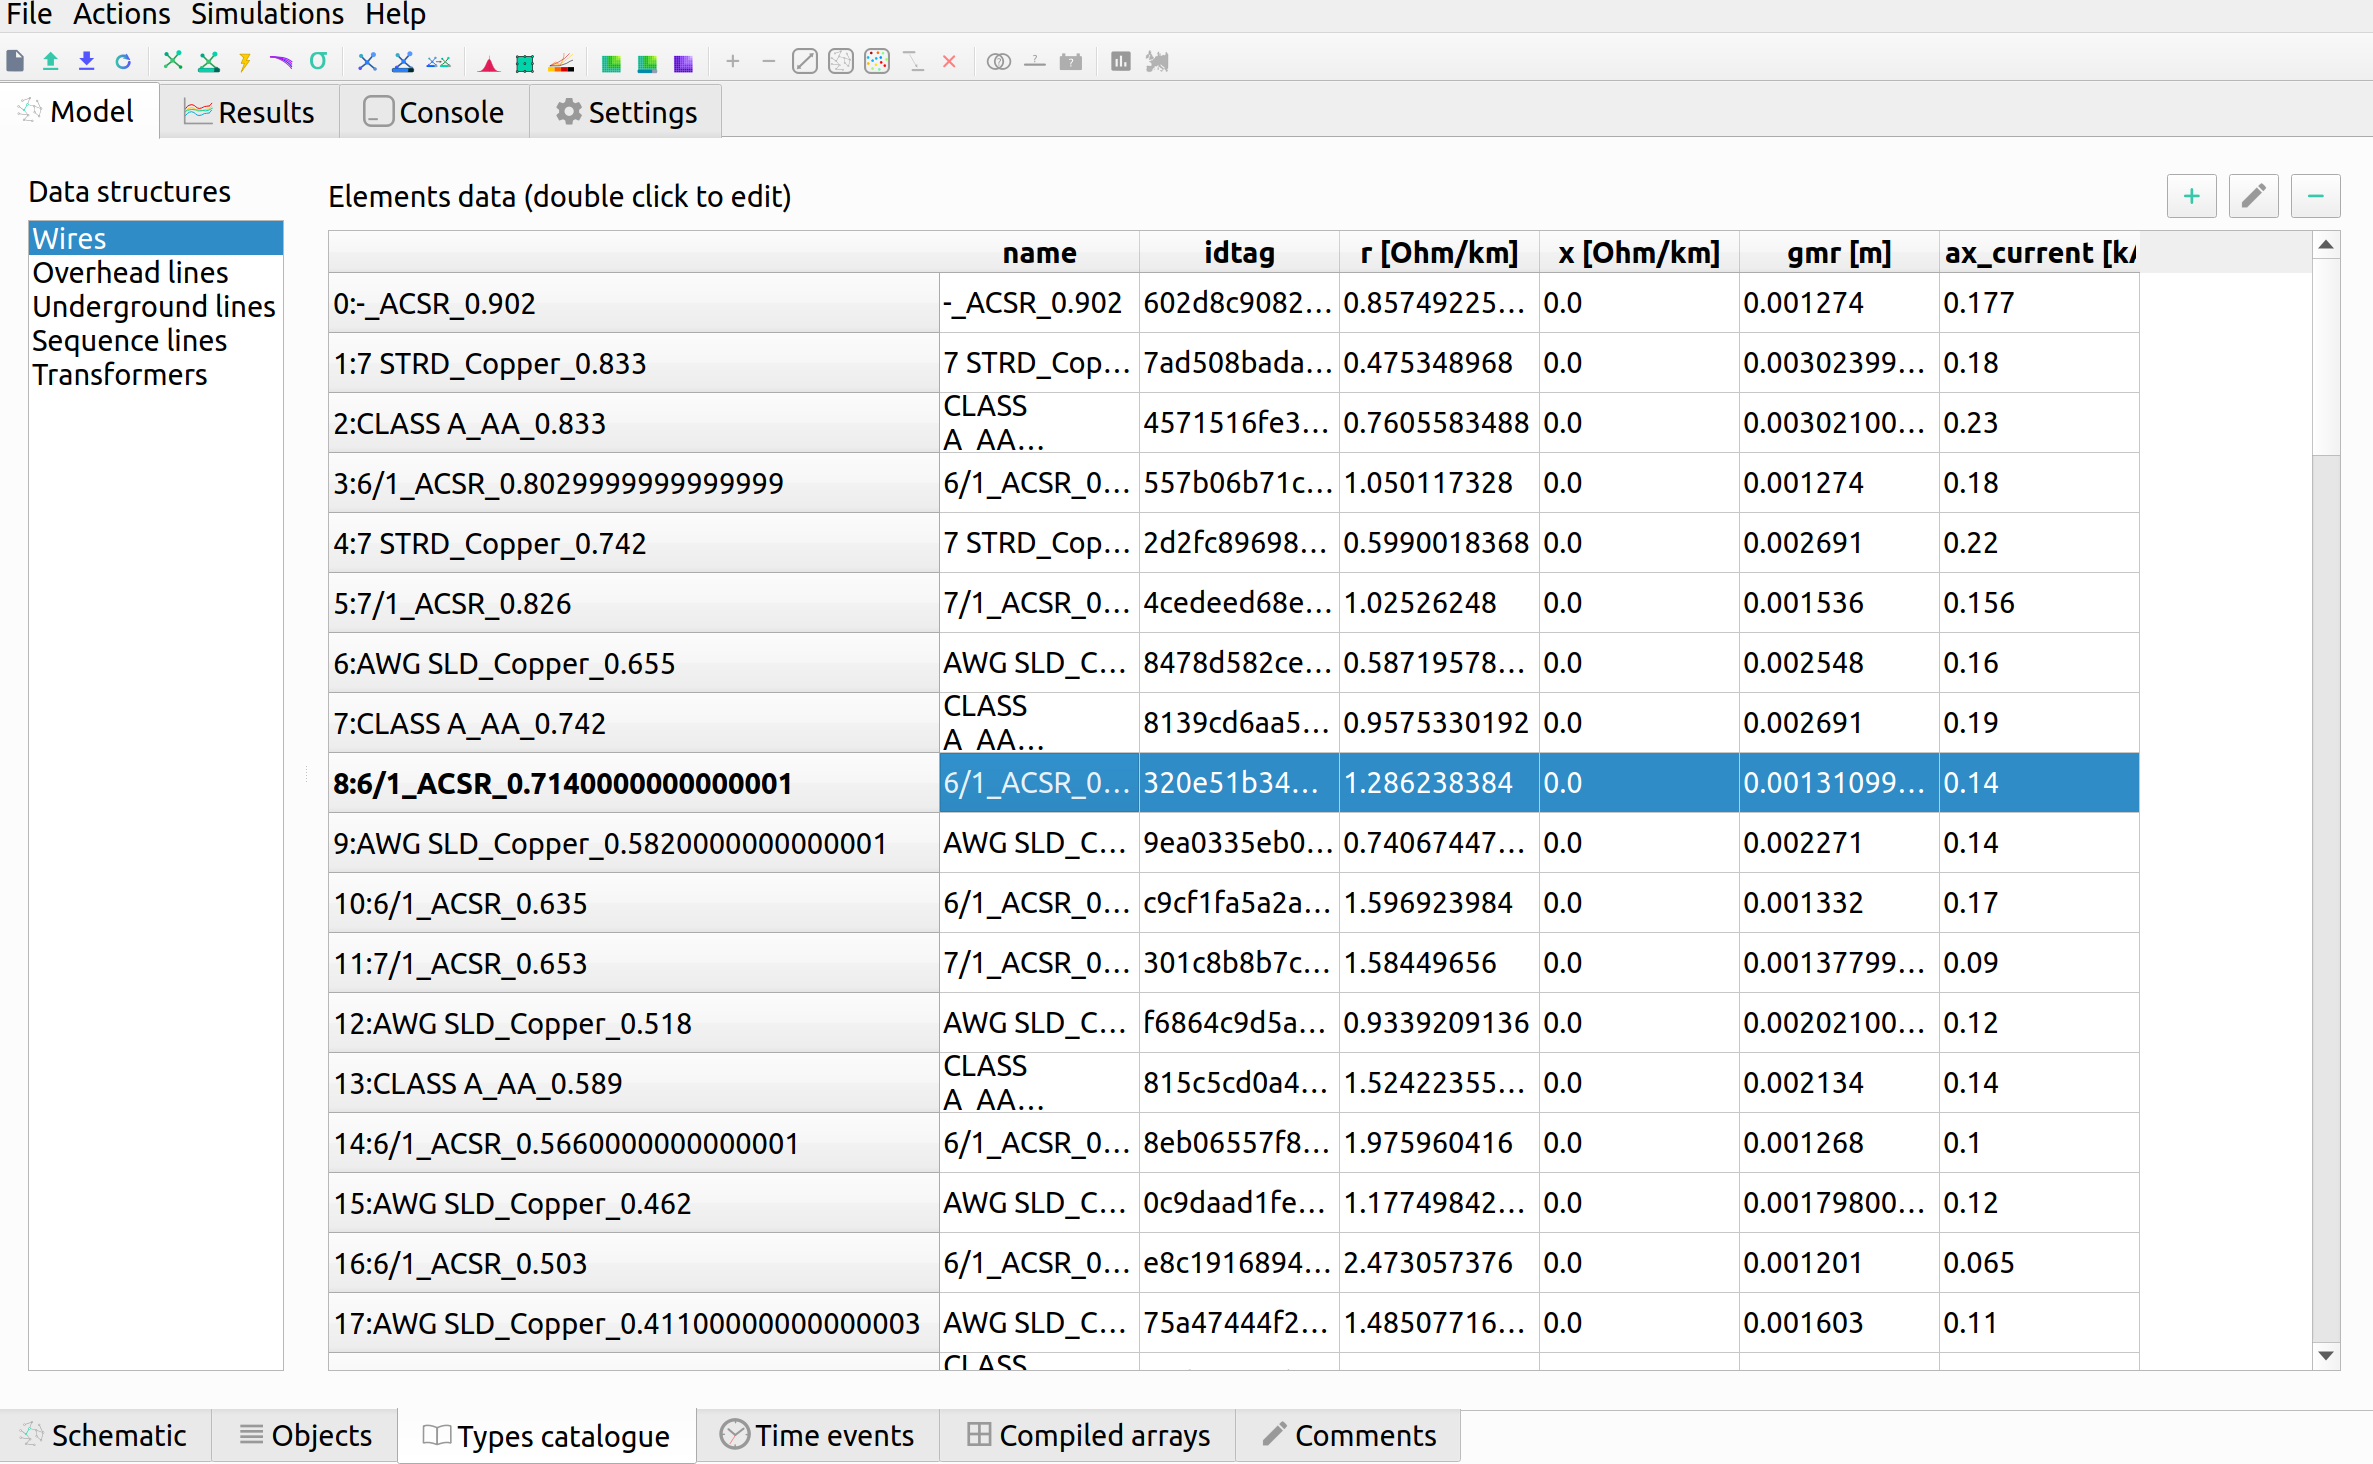 File Actions Simulations Help
Model Results Console Settings
Data structures
Elements data (double click to edit)
Wires
Overhead lines
Underground lines
Sequence lines
Transformers
name idtag r [Ohm/km] x [Ohm/km] gmr [m] ax_current [k
0:-_ACSR_0.902 -_ACSR_0.902 602d8c9082... 0.85749225... 0.0 0.001274 0.177
1:7 STRD_Copper_0.833 7 STRD_Cop... 7ad508bada... 0.475348968 0.0 0.00302399... 0.18
2:CLASS A_AA_0.833 CLASS A_AA... 4571516fe3... 0.7605583488 0.0 0.00302100... 0.23
3:6/1_ACSR_0.8029999999999999 6/1_ACSR_0... 557b06b71c... 1.050117328 0.0 0.001274 0.18
4:7 STRD_Copper_0.742 7 STRD_Cop... 2d2fc89698... 0.5990018368 0.0 0.002691 0.22
5:7/1_ACSR_0.826 7/1_ACSR_0... 4cedeed68e... 1.02526248 0.0 0.001536 0.156
6:AWG SLD_Copper_0.655 AWG SLD_C... 8478d582ce... 0.58719578... 0.0 0.002548 0.16
7:CLASS A_AA_0.742 CLASS A_AA... 8139cd6aa5... 0.9575330192 0.0 0.002691 0.19
8:6/1_ACSR_0.7140000000000001 6/1_ACSR_0... 320e51b34... 1.286238384 0.0 0.00131099... 0.14
9:AWG SLD_Copper_0.5820000000000001 AWG SLD_C... 9ea0335eb0... 0.74067447... 0.0 0.002271 0.14
10:6/1_ACSR_0.635 6/1_ACSR_0... c9cf1fa5a2a... 1.596923984 0.0 0.001332 0.17
11:7/1_ACSR_0.653 7/1_ACSR_0... 301c8b8b7c... 1.58449656 0.0 0.00137799... 0.09
12:AWG SLD_Copper_0.518 AWG SLD_C... f6864c9d5a... 0.9339209136 0.0 0.00202100... 0.12
13:CLASS A_AA_0.589 CLASS A_AA... 815c5cd0a4... 1.52422355... 0.0 0.002134 0.14
14:6/1_ACSR_0.5660000000000001 6/1_ACSR_0... 8eb06557f8... 1.975960416 0.0 0.001268 0.1
15:AWG SLD_Copper_0.462 AWG SLD_C... 0c9daad1fe... 1.17749842... 0.0 0.00179800... 0.12
16:6/1_ACSR_0.503 6/1_ACSR_0... e8c1916894... 2.473057376 0.0 0.001201 0.065
17:AWG SLD_Copper_0.41100000000000003 AWG SLD_C... 75a47444f2... 1.48507716... 0.0 0.001603 0.11
CLASS
Schematic Objects Types catalogue Time events Compiled arrays Comments